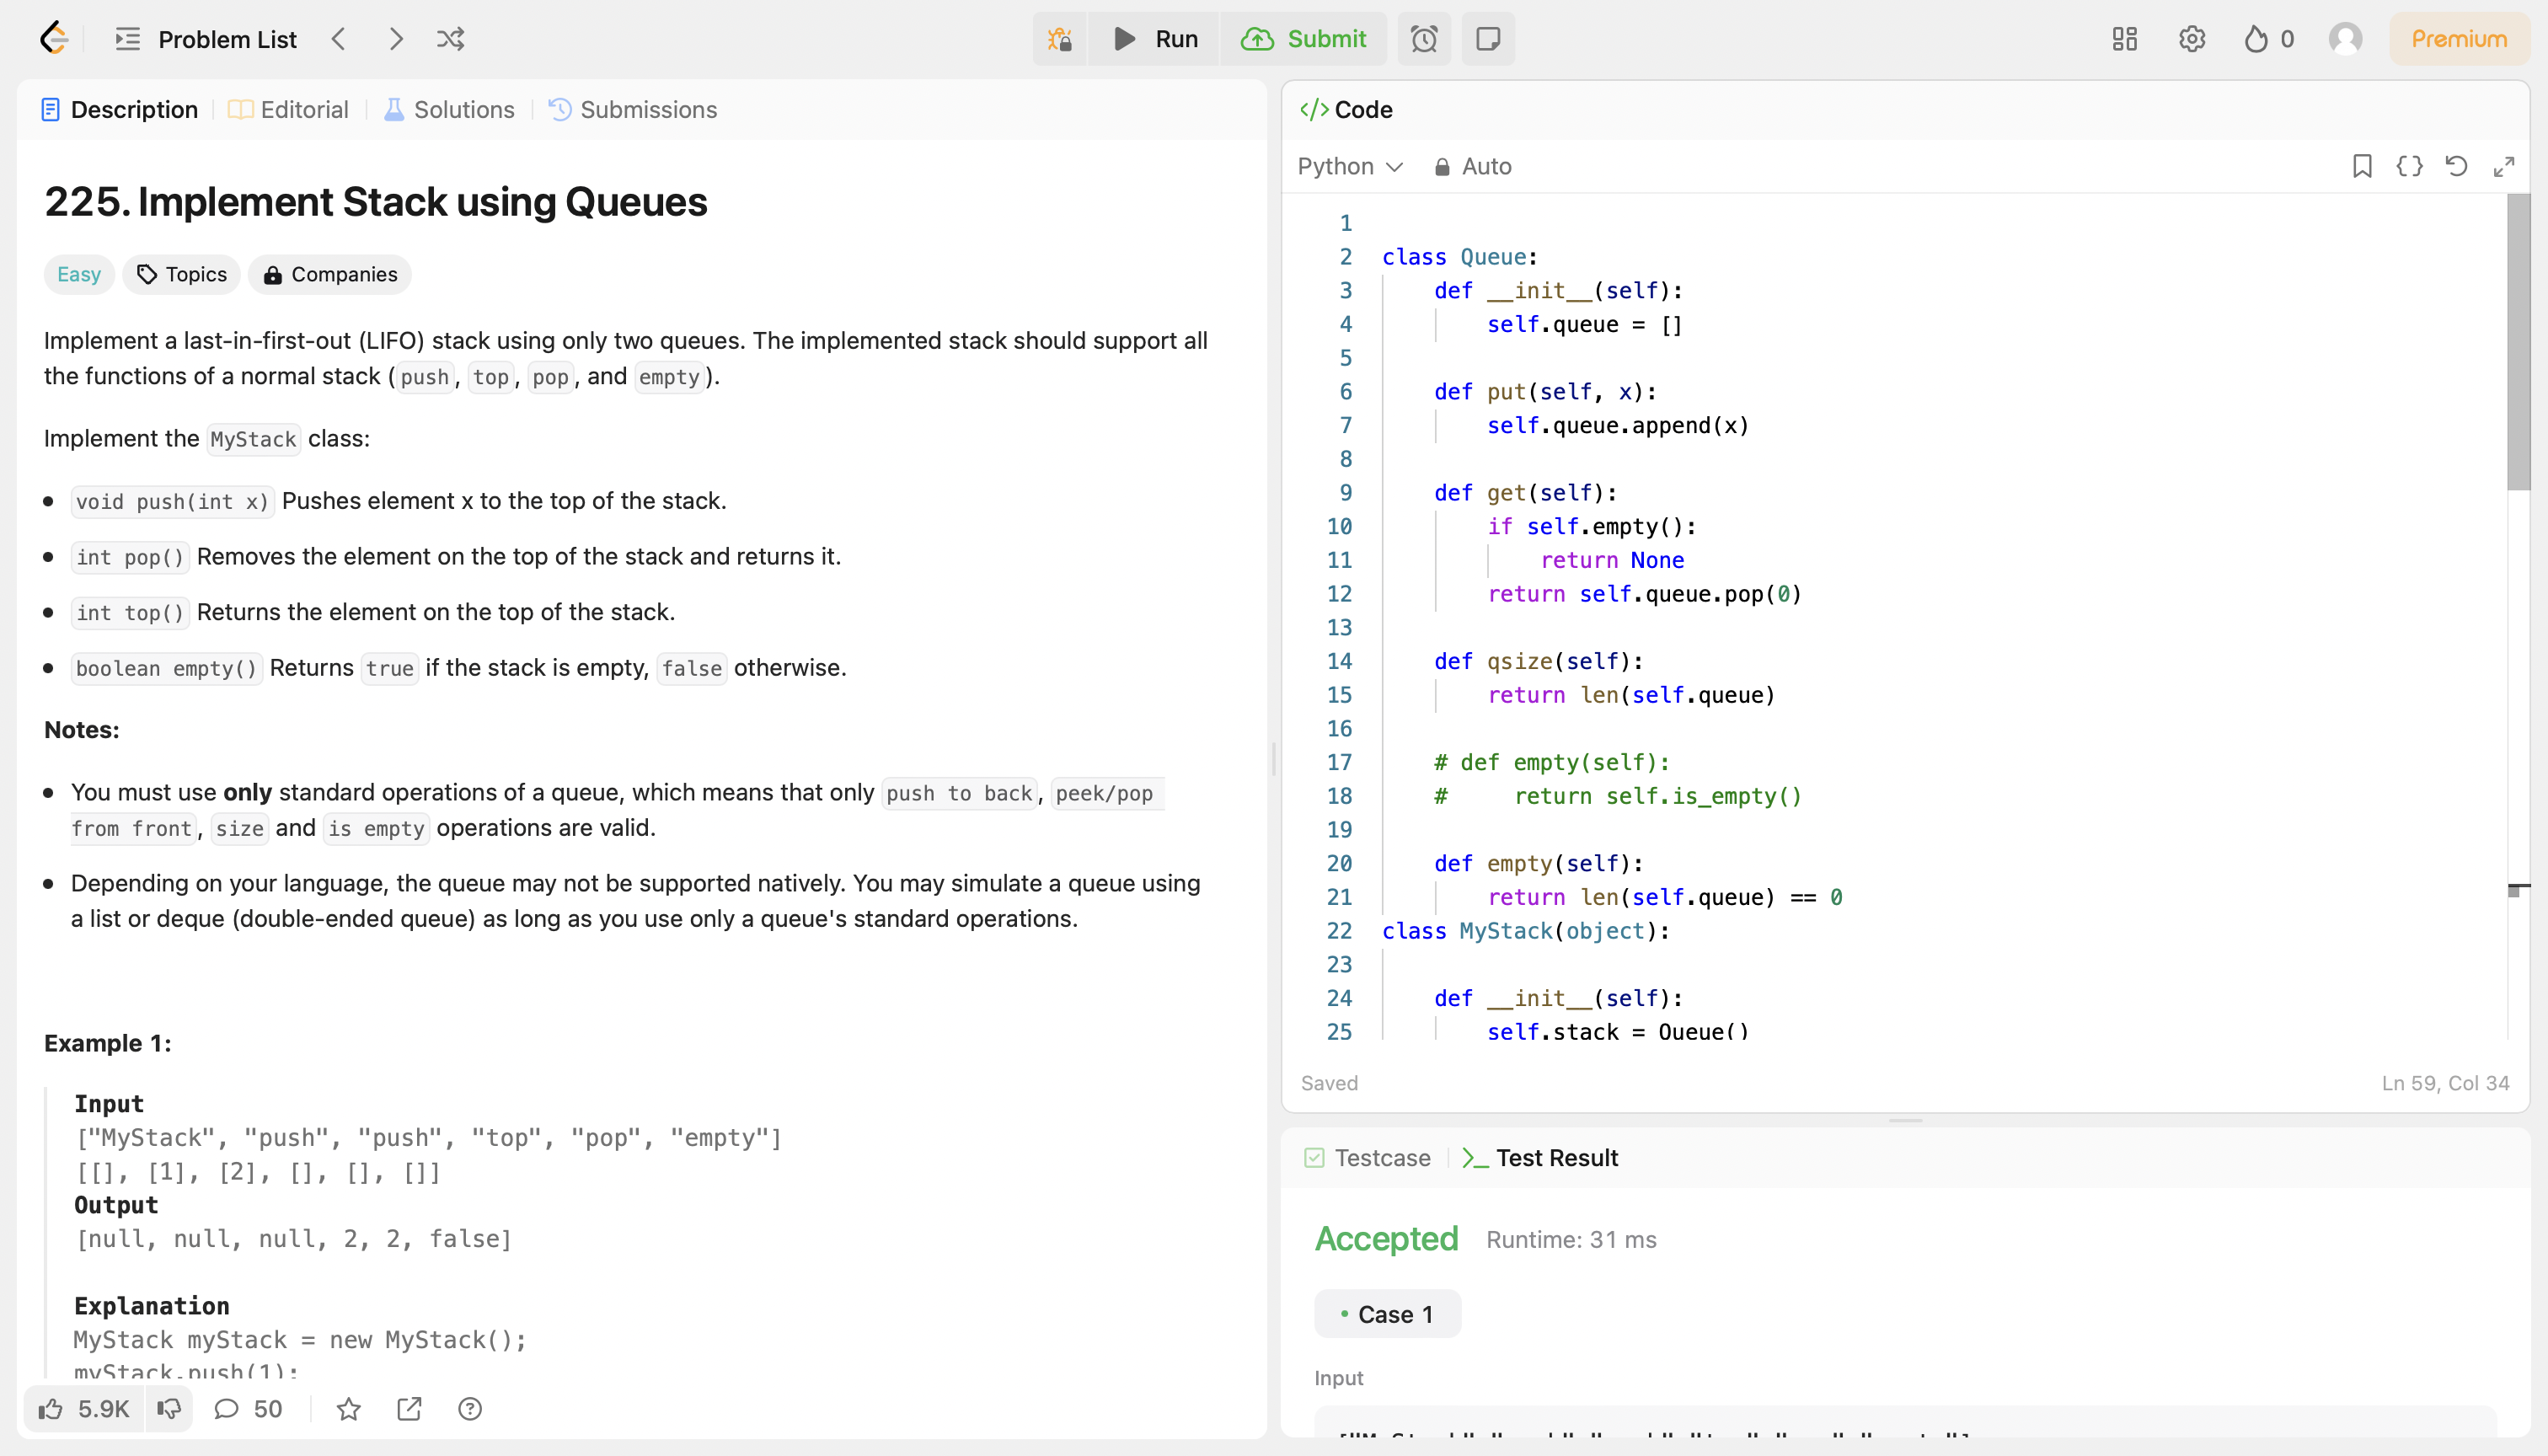 Problem List
Run
Submit
0
Premium
Description
Editorial
Solutions
Submissions
225. Implement Stack using Queues
Easy
Topics
Companies
Implement a last-in-first-out (LIFO) stack using only two queues. The implemented stack should support all
the functions of a normal stack (push, top, pop, and empty).
Implement the MyStack class:
• void push(int x) Pushes element x to the top of the stack.
• int pop() Removes the element on the top of the stack and returns it.
• int top() Returns the element on the top of the stack.
• boolean empty() Returns true if the stack is empty, false otherwise.
Notes:
• You must use only standard operations of a queue, which means that only push to back, peek/pop
from front, size and is empty operations are valid.
• Depending on your language, the queue may not be supported natively. You may simulate a queue using
a list or deque (double-ended queue) as long as you use only a queue's standard operations.
Example 1:
Input
["MyStack", "push", "push", "top", "pop", "empty"]
[[], [1], [2], [], [], []]
Output
[null, null, null, 2, 2, false]
Explanation
MyStack myStack = new MyStack();
myStack.push(1);
5.9K
50
Code
Python
Auto
1
2 class Queue:
3 def __init__(self):
4 self.queue = []
5
6 def put(self, x):
7 self.queue.append(x)
8
9 def get(self):
10 if self.empty():
11 return None
12 return self.queue.pop(0)
13
14 def qsize(self):
15 return len(self.queue)
16
17 # def empty(self):
18 # return self.is_empty()
19
20 def empty(self):
21 return len(self.queue) == 0
22 class MyStack(object):
23
24 def __init__(self):
25 self.stack = Queue()
Saved
Ln 59, Col 34
Testcase
Test Result
Accepted
Runtime: 31 ms
• Case 1
Input